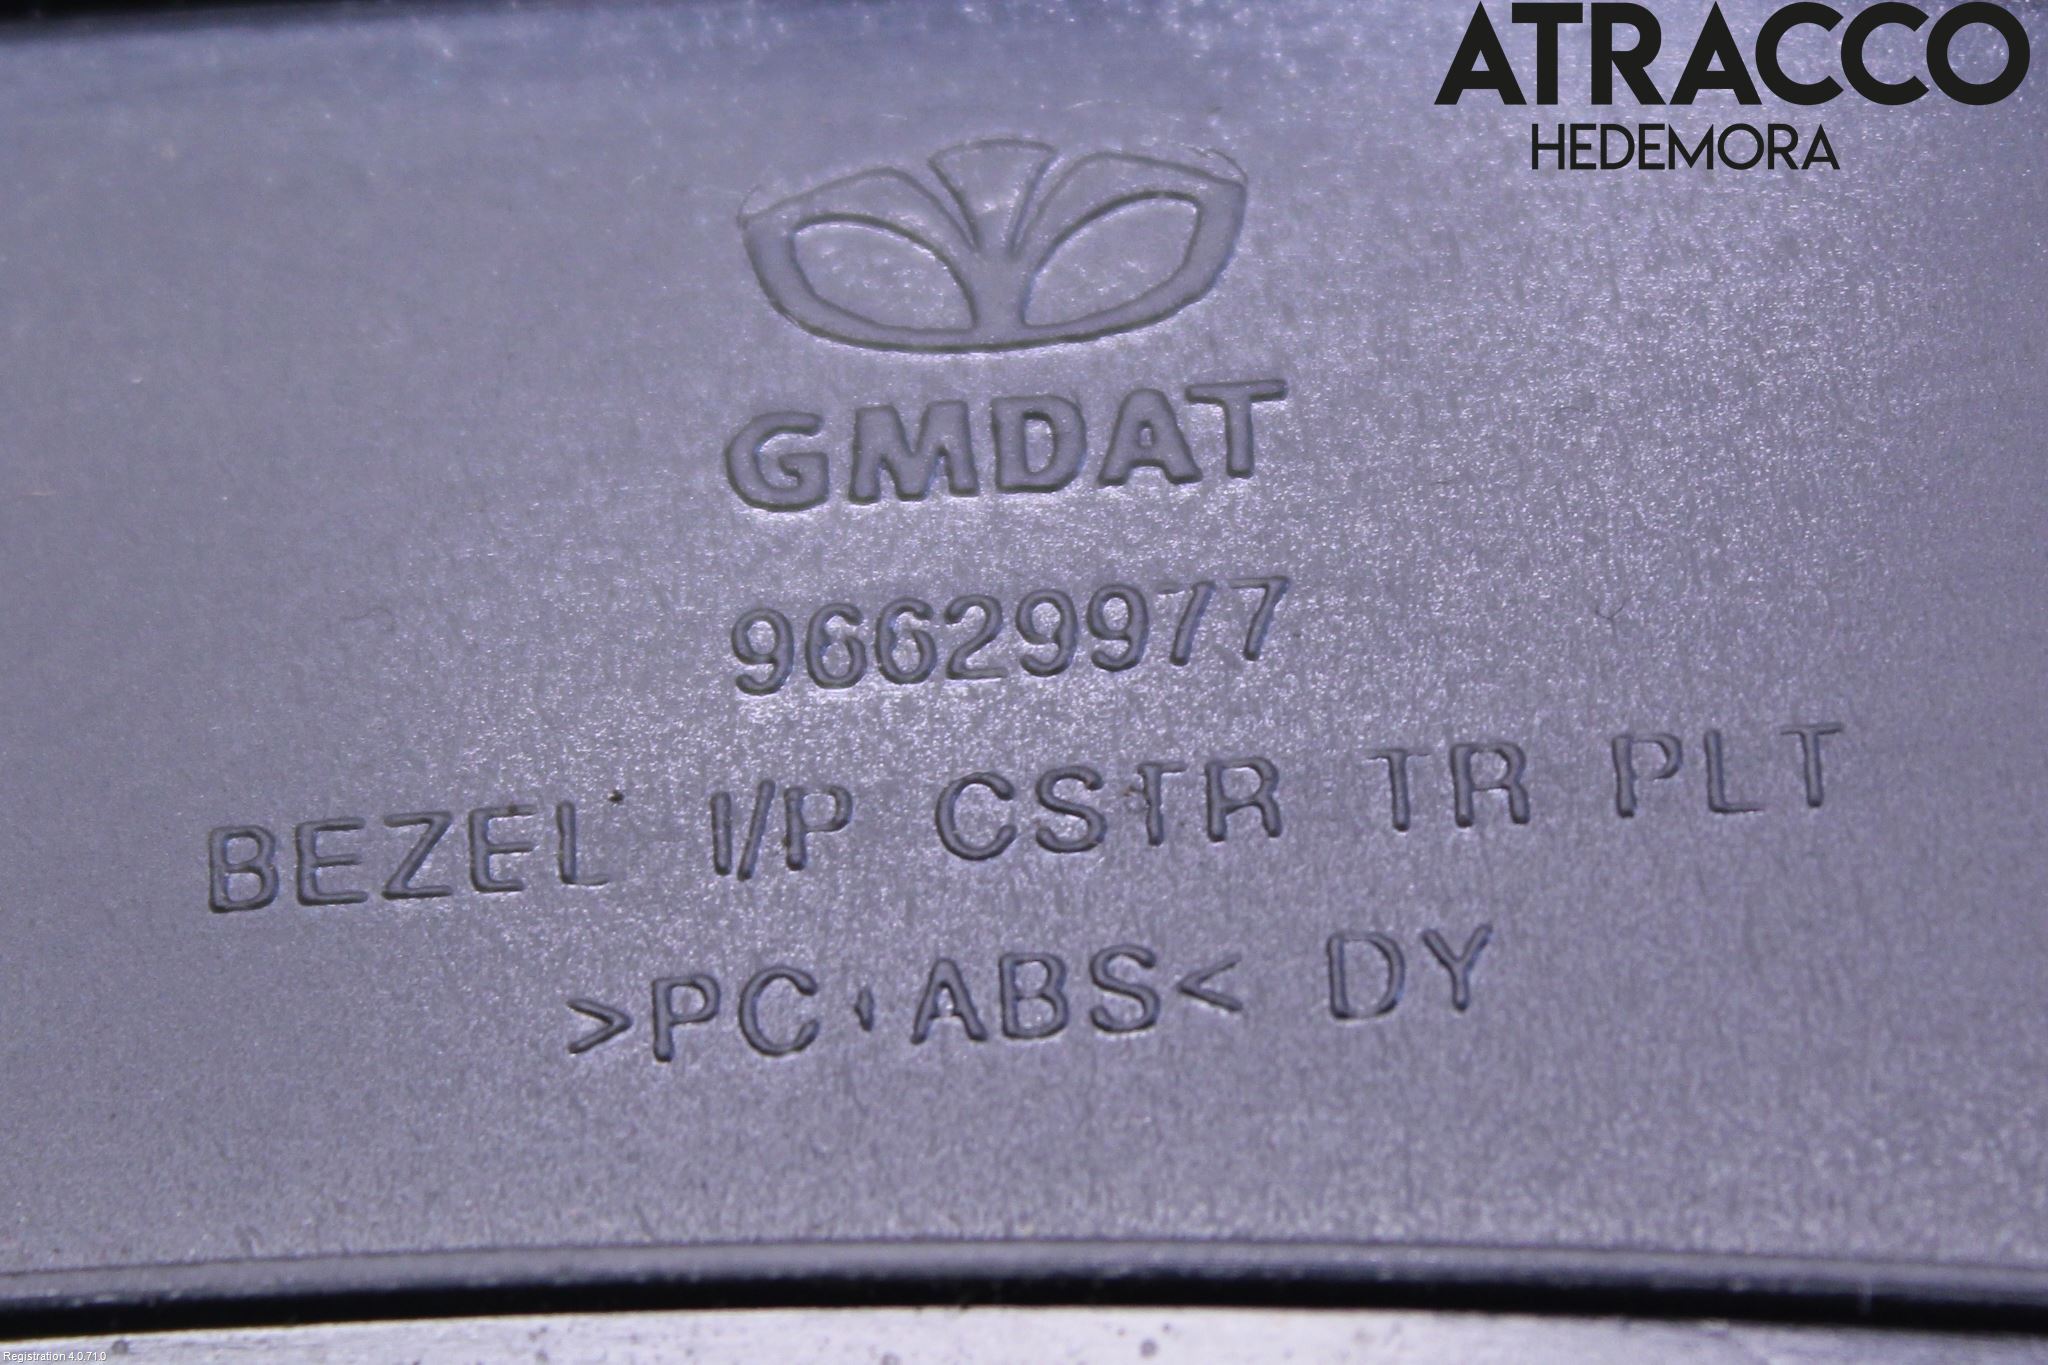 ATRACCO
HEDEMORA
GMDAT
96629977
BEZEL I/P CSTR TR PLT
>PC+ABS< DY
Registration 4.0.71.0